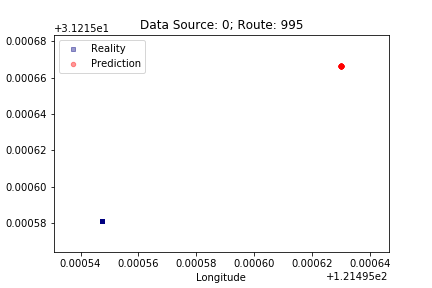 Data Source: 0; Route: 995
+3.1215e1
Reality
Prediction
0.00068
0.00066
0.00064
0.00062
0.00060
0.00058
0.00054 0.00056 0.00058 0.00060 0.00062 0.00064
Longitude
+1.21495e2